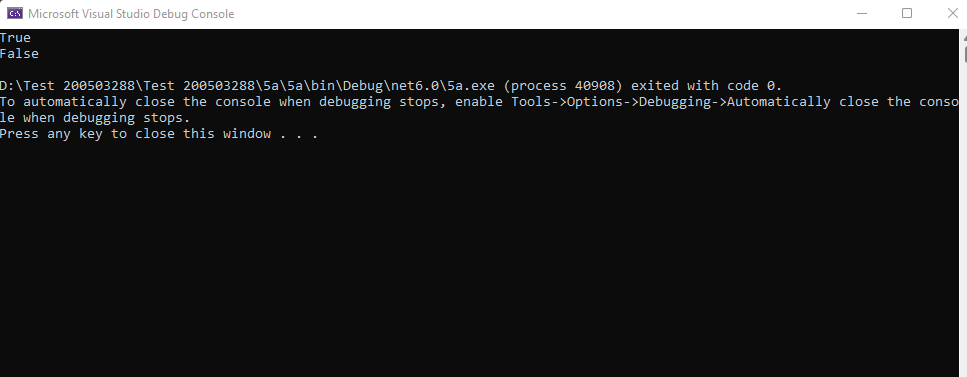 Microsoft Visual Studio Debug Console
True
False
D:\Test 200503288\Test 200503288\5a\5a\bin\Debug\net6.0\5a.exe (process 40908) exited with code 0.
To automatically close the console when debugging stops, enable Tools->Options->Debugging->Automatically close the conso
le when debugging stops.
Press any key to close this window . . .